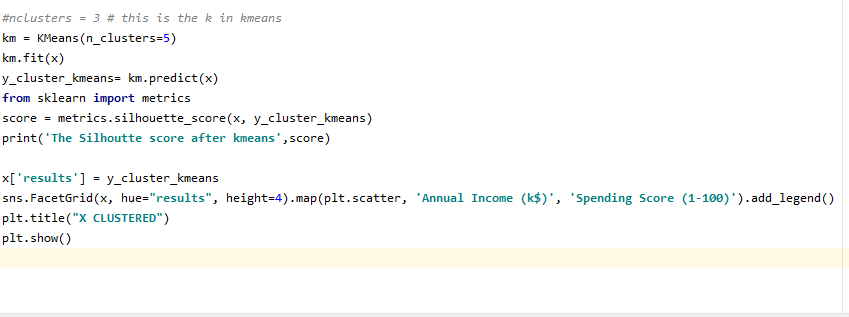 #nclusters = 3 # this is the k in kmeans
km = KMeans(n_clusters=5)
km.fit(x)
y_cluster_kmeans= km.predict(x)
from sklearn import metrics
score = metrics.silhouette_score(x, y_cluster_kmeans)
print('The Silhoutte score after kmeans',score)
x['results'] = y_cluster_kmeans
sns.FacetGrid(x, hue="results", height=4).map(plt.scatter, 'Annual Income (k$)', 'Spending Score (1-100)').add_legend()
plt.title("X CLUSTERED")
plt.show()